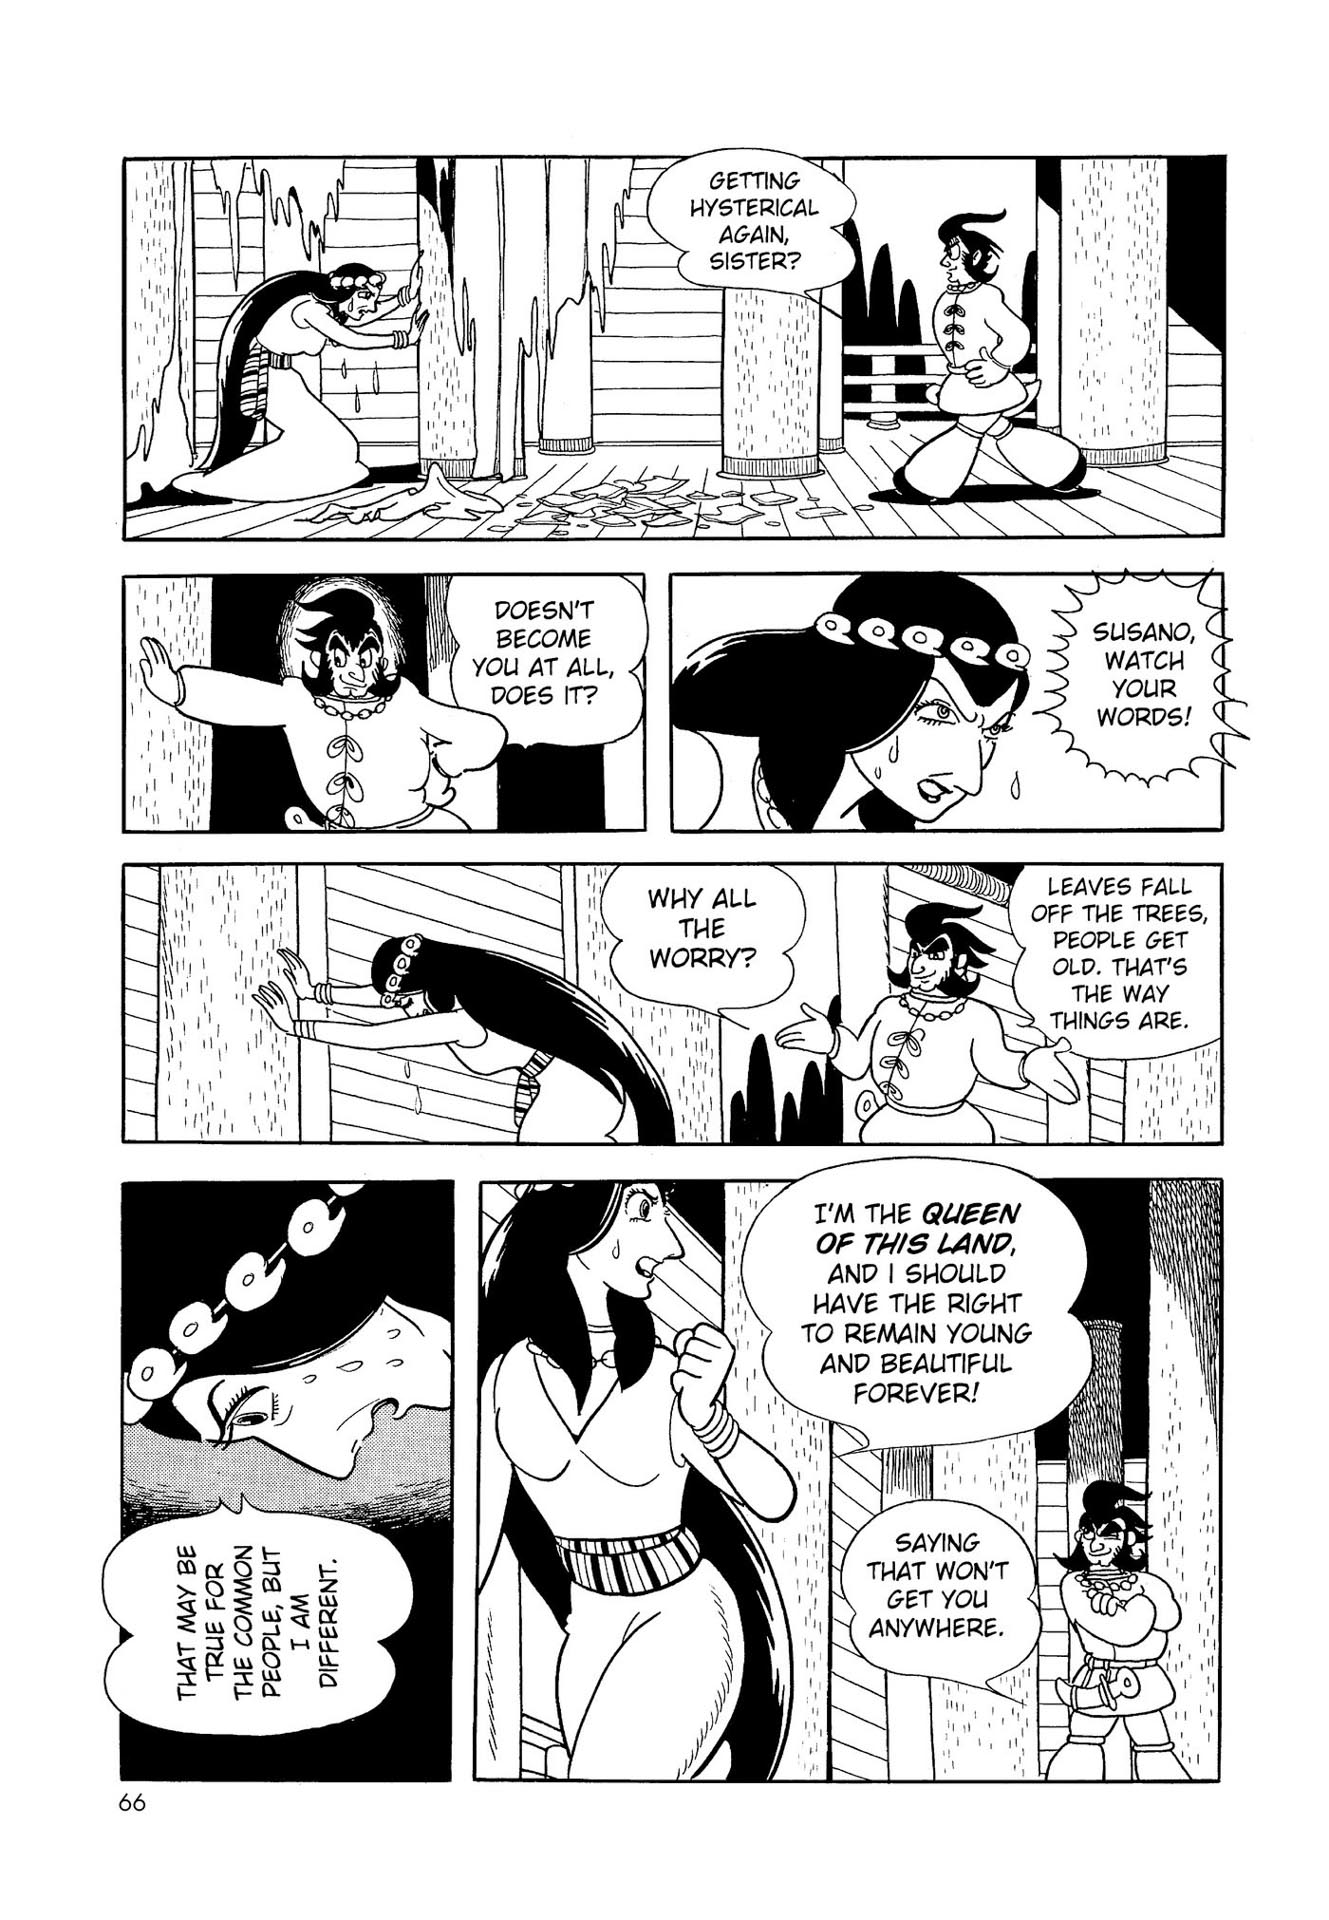 GETTING
HYSTERICAL
AGAIN,
SISTER?
DOESN'T
BECOME
YOU AT ALL,
DOES IT?
SUSANO,
WATCH
YOUR
WORDS!
WHY ALL
THE
WORRY?
LEAVES FALL
OFF THE TREES,
PEOPLE GET
OLD. THAT'S
THE WAY
THINGS ARE.
THAT MAY BE
TRUE FOR
THE COMMON
PEOPLE, BUT
I AM
DIFFERENT.
I'M THE QUEEN
OF THIS LAND,
AND I SHOULD
HAVE THE RIGHT
TO REMAIN YOUNG
AND BEAUTIFUL
FOREVER!
SAYING
THAT WON'T
GET YOU
ANYWHERE.
66